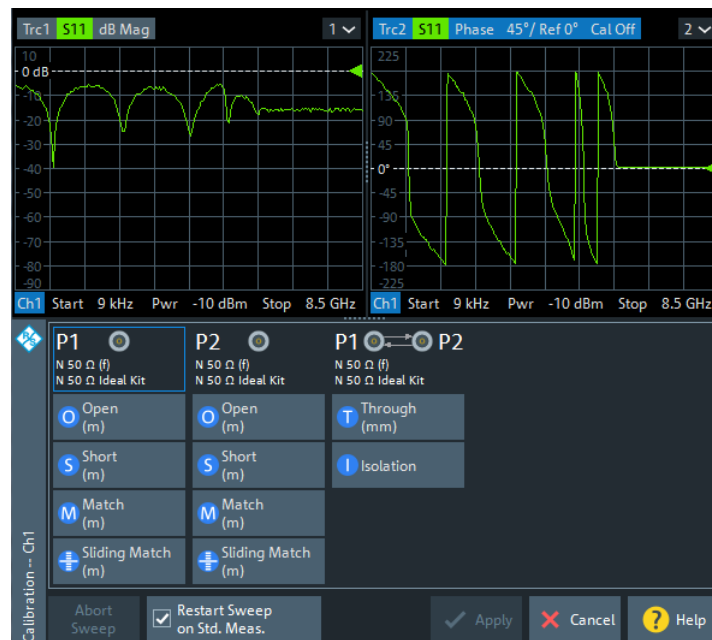 Trc1 S11 dB Mag 1
10
0 dB
-10
-20
-30
-40
-50
-60
-70
-80
-90
Ch1 Start 9 kHz Pwr -10 dBm Stop 8.5 GHz
Trc2 S11 Phase 45°/ Ref 0° Cal Off 2
225
135
90
45
0°
-45
-90
-135
-180
-225
Ch1 Start 9 kHz Pwr -10 dBm Stop 8.5 GHz
P1
N 50 Ω (f)
N 50 Ω Ideal Kit
O Open
(m)
S Short
(m)
M Match
(m)
Sliding Match
(m)
P2
N 50 Ω (f)
N 50 Ω Ideal Kit
O Open
(m)
S Short
(m)
M Match
(m)
Sliding Match
(m)
P1 P2
N 50 Ω (f)
N 50 Ω Ideal Kit
T Through
(mm)
I Isolation
Calibration -- Ch1
Abort
Sweep
Restart Sweep
on Std. Meas.
Apply
Cancel
? Help